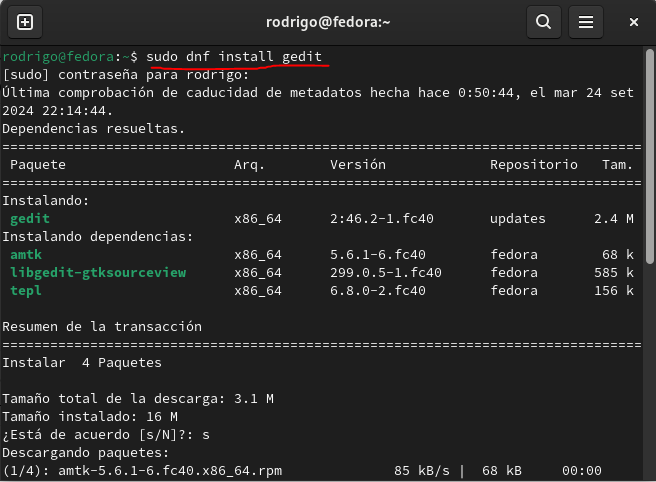 rodrigo@fedora:~
rodrigo@fedora:~$ sudo dnf install gedit
[sudo] contraseña para rodrigo:
Última comprobación de caducidad de metadatos hecha hace 0:50:44, el mar 24 set
2024 22:14:44.
Dependencias resueltas.
================================================================================
Paquete Arq. Versión Repositorio Tam.
================================================================================
Instalando:
gedit x86_64 2:46.2-1.fc40 updates 2.4 M
Instalando dependencias:
amtk x86_64 5.6.1-6.fc40 fedora 68 k
libgedit-gtksourceview x86_64 299.0.5-1.fc40 fedora 585 k
tepl x86_64 6.8.0-2.fc40 fedora 156 k
Resumen de la transacción
================================================================================
Instalar  4 Paquetes
Tamaño total de la descarga: 3.1 M
Tamaño instalado: 16 M
¿Está de acuerdo [s/N]?: s
Descargando paquetes:
(1/4): amtk-5.6.1-6.fc40.x86_64.rpm 85 kB/s | 68 kB 00:00